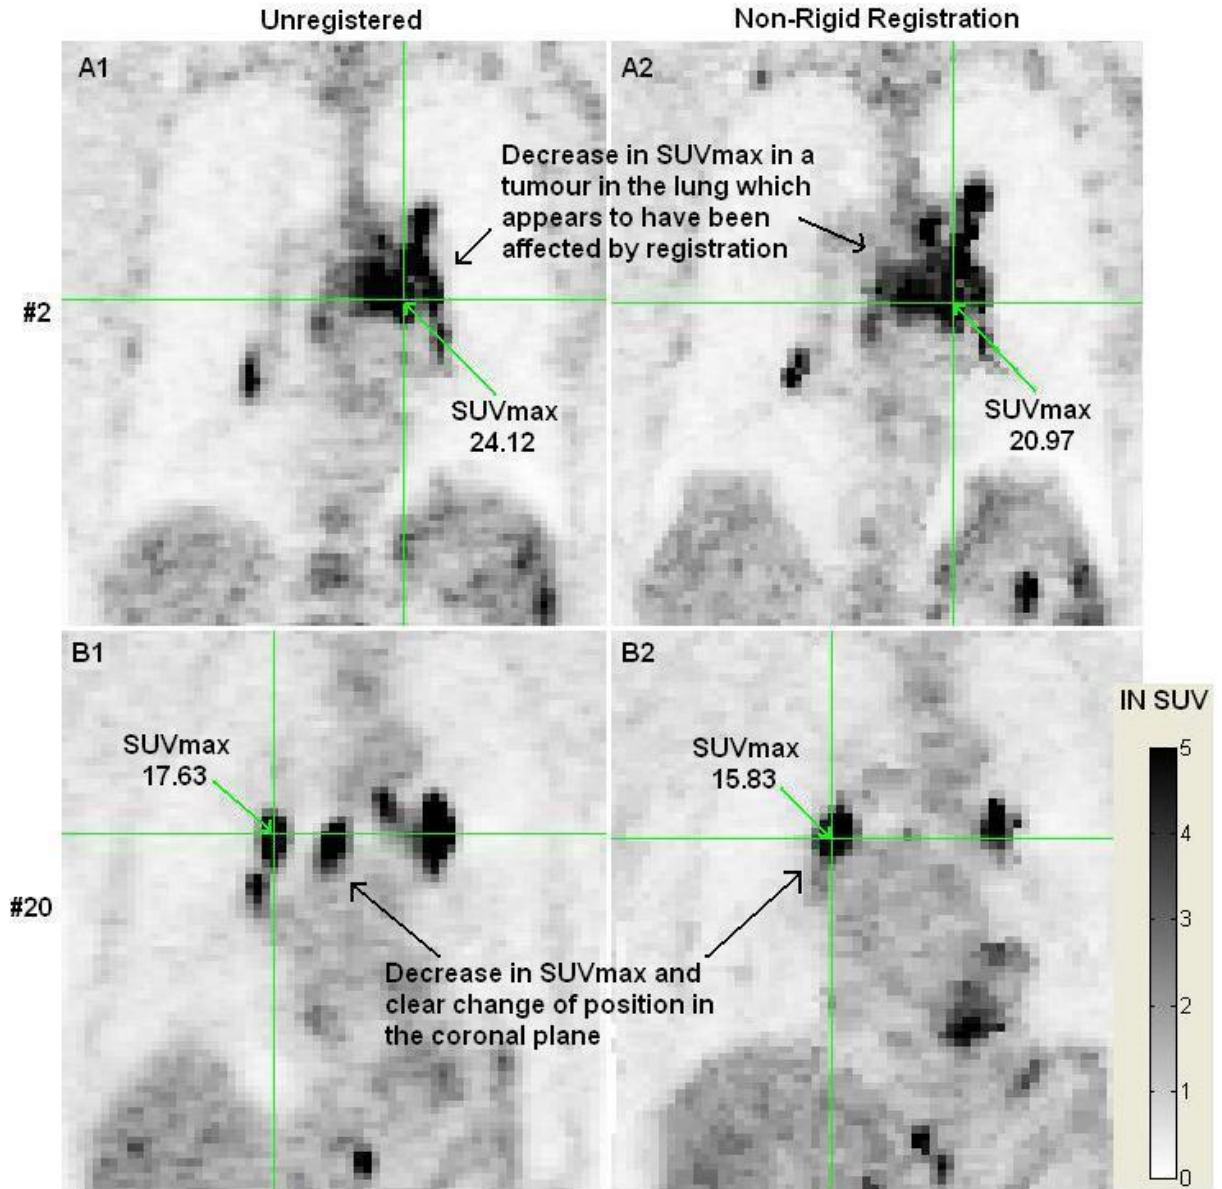 Unregistered
Non-Rigid Registration
A1
A2
Decrease in SUVmax in a
tumour in the lung which
appears to have been
affected by registration
#2
SUVmax
24.12
SUVmax
20.97
B1
B2
IN SUV
SUVmax
17.63
SUVmax
15.83
5
4
3
2
1
0
#20
Decrease in SUVmax and
clear change of position in
the coronal plane